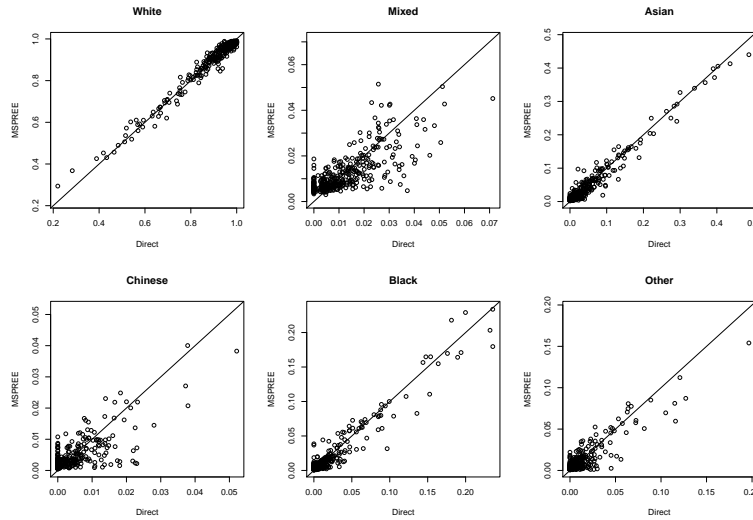 White
MSPREE
0.2 0.4 0.6 0.8 1.0
0.2 0.4 0.6 0.8 1.0
Direct
Mixed
MSPREE
0.00 0.02 0.04 0.06
0.00 0.01 0.02 0.03 0.04 0.05 0.06 0.07
Direct
Asian
MSPREE
0.0 0.1 0.2 0.3 0.4 0.5
0.0 0.1 0.2 0.3 0.4
Direct
Chinese
MSPREE
0.00 0.01 0.02 0.03 0.04 0.05
0.00 0.01 0.02 0.03 0.04 0.05
Direct
Black
MSPREE
0.00 0.05 0.10 0.15 0.20
0.00 0.05 0.10 0.15 0.20
Direct
Other
MSPREE
0.00 0.05 0.10 0.15 0.20
0.00 0.05 0.10 0.15
Direct